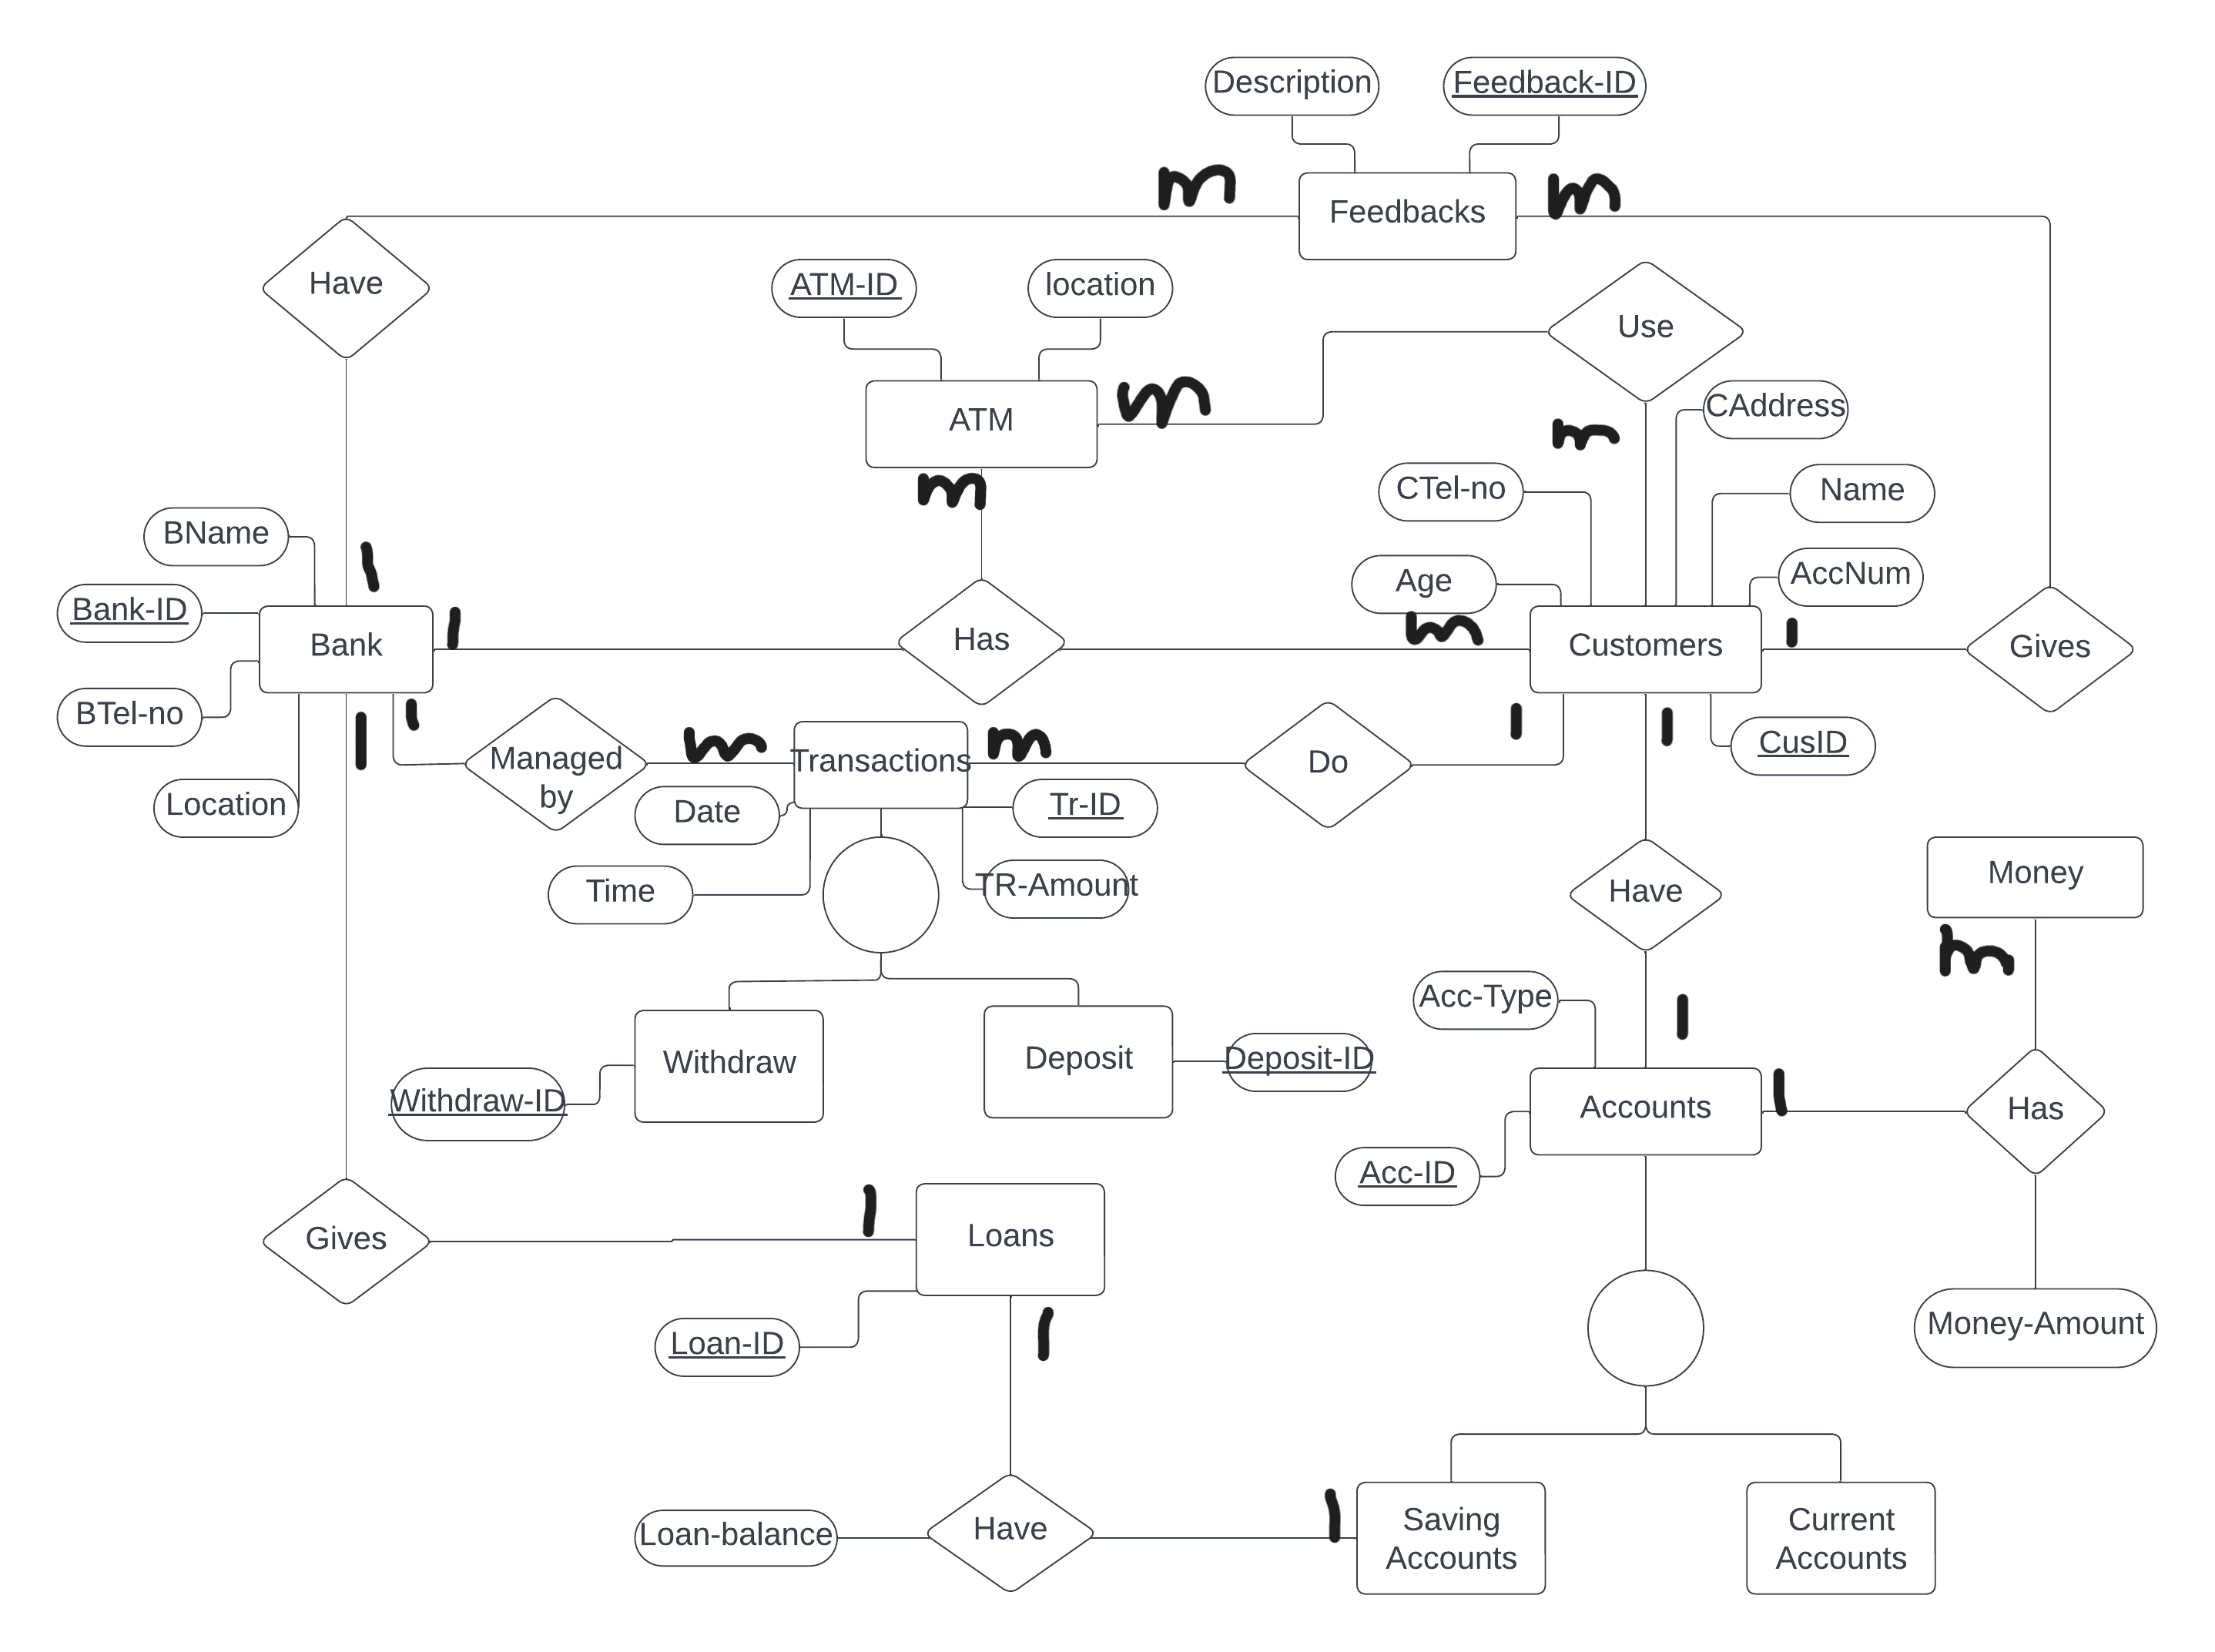 Description
Feedback-ID
m
Feedbacks
m
Have
ATM-ID
location
Use
ATM
m
CAddress
m
m
CTel-no
Name
BName
1
Age
AccNum
Bank-ID
Bank
1
Has
m
Customers
1
Gives
BTel-no
1
1
Managed
by
m
Transactions
m
Do
1
1
CusID
Location
Date
Tr-ID
Time
TR-Amount
Have
Money
m
Acc-Type
1
Withdraw
Deposit
Deposit-ID
Withdraw-ID
Accounts
1
Has
Acc-ID
Gives
1
Loans
Loan-ID
1
Money-Amount
Loan-balance
Have
1
Saving
Accounts
Current
Accounts